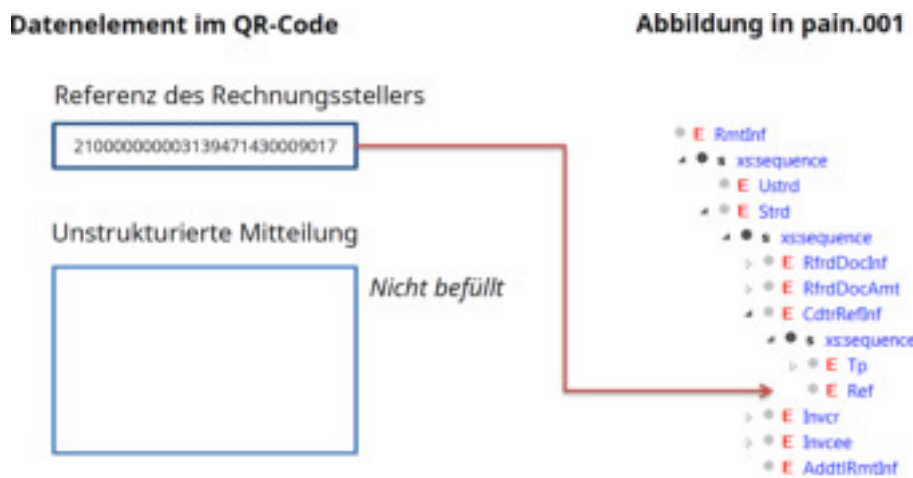 Datenelement im QR-Code
Abbildung in pain.001
Referenz des Rechnungsstellers
210000000003139471430009017
Unstrukturierte Mitteilung
Nicht befüllt
E RmtInf
s xs:sequence
E Ustrd
E Strd
s xs:sequence
E RfrdDocInf
E RfrdDocAmt
E CdtrRefInf
s xs:sequence
E Tp
E Ref
E Invcr
E Invcee
E AddtlRmtInf